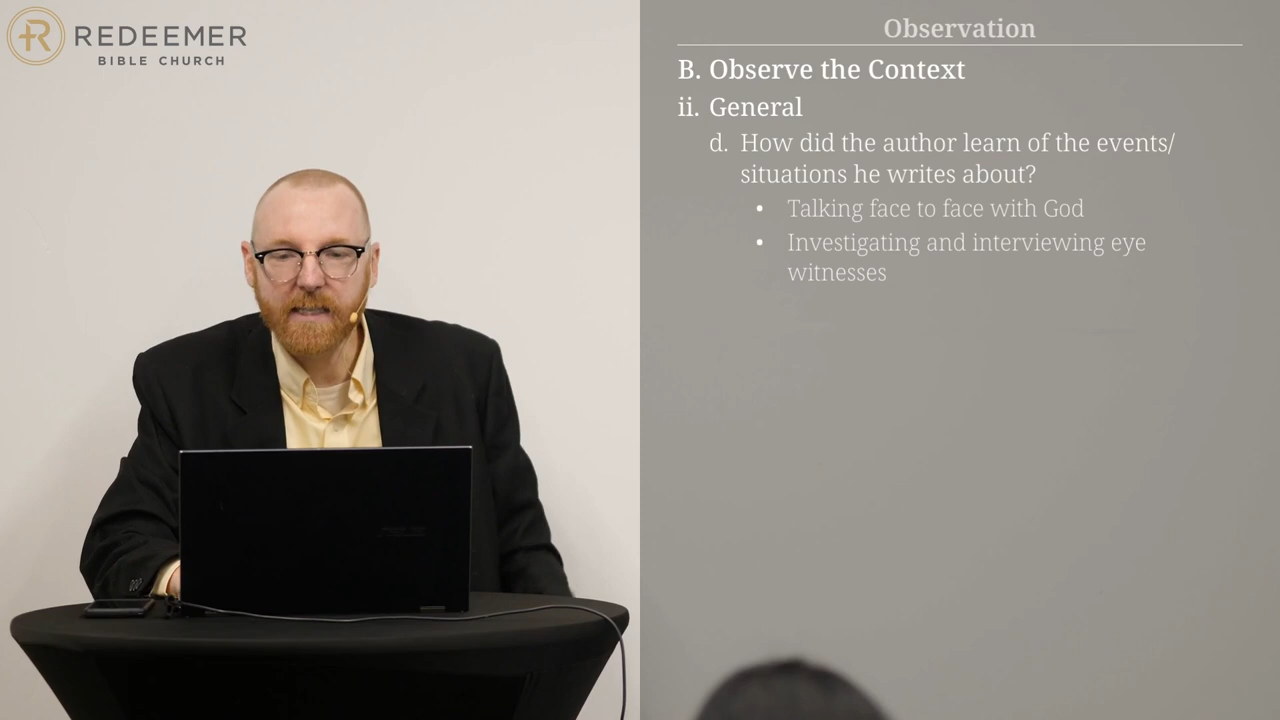 REDEEMER
BIBLE CHURCH
Observation
B. Observe the Context
ii. General
d. How did the author learn of the events/
situations he writes about?
• Talking face to face with God
• Investigating and interviewing eye
witnesses